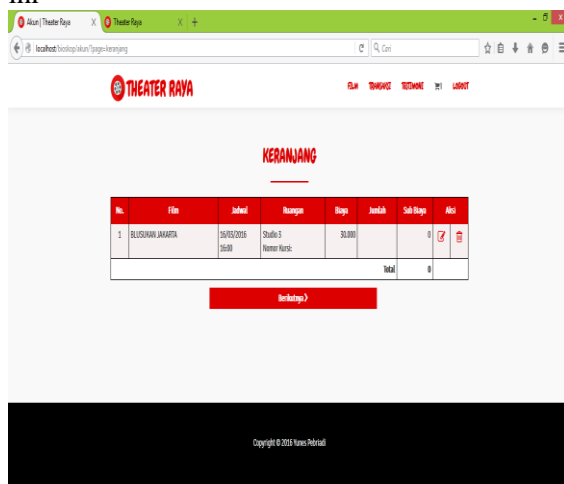 Akun | Theater Raya
Theater Raya
localhost/bioskop/akun/?page=keranjang
Cari
THEATER RAYA
FILM TRANSAKSI TESTIMONI 1 LOGOUT
KERANJANG
No. Film Jadwal Ruangan Biaya Jumlah Sub Biaya Aksi
1 BLUSUKAN JAKARTA 16/03/2016 Studio 3 30.000 0
16:00 Nomor Kursi:
Total 0
Berikutnya
Copyright © 2016 Yunes Pebriadi